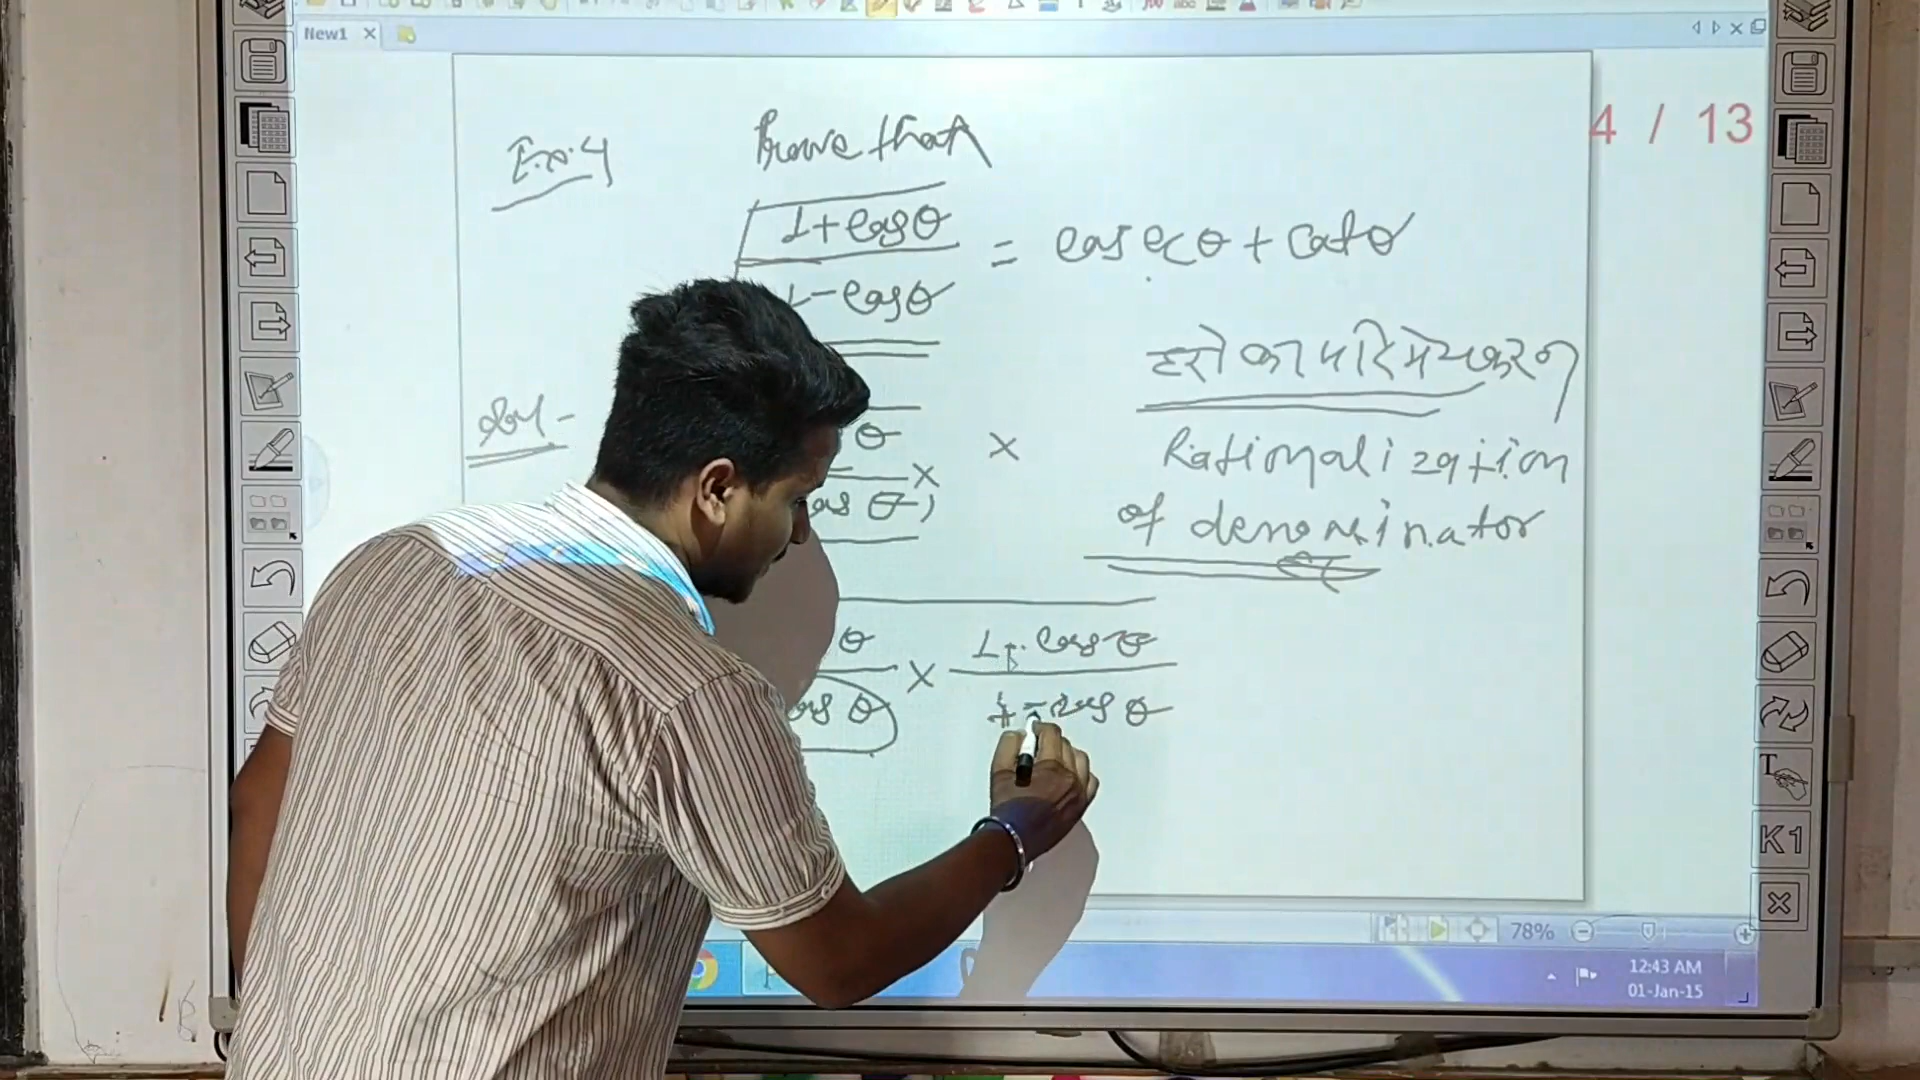 New1
4 / 13
Ex. 4
Prove that
1+cosθ
= cosecθ + cotθ
1-cosθ
हरो का परिमेयकरण
Sol -
θ
×
×
Rationalization
θ)
of denominator
θ
×
1+cosθ
θ
cosθ
K1
78%
12:43 AM
01-Jan-15